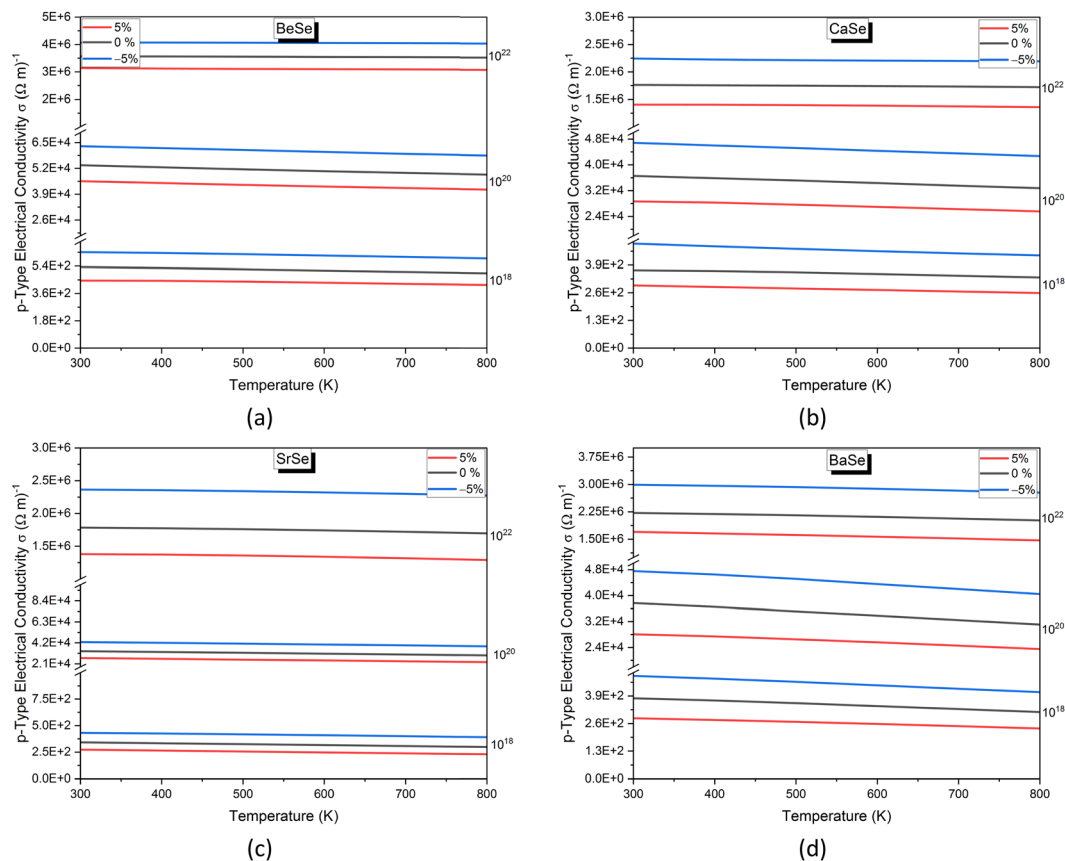 BeSe
5%
0 %
−5%
5E+6
4E+6
3E+6
2E+6
6.5E+4
5.2E+4
3.9E+4
2.6E+4
5.4E+2
3.6E+2
1.8E+2
0.0E+0
10²²
10²⁰
10¹⁸
p-Type Electrical Conductivity σ (Ω m)⁻¹
300 400 500 600 700 800
Temperature (K)
(a)
CaSe
5%
0 %
−5%
3.0E+6
2.2E+6
1.5E+6
4.8E+4
4.0E+4
3.2E+4
2.4E+4
3.9E+2
2.6E+2
1.3E+2
0.0E+0
10²²
10²⁰
10¹⁸
p-Type Electrical Conductivity σ (Ω m)⁻¹
300 400 500 600 700 800
Temperature (K)
(b)
SrSe
5%
0 %
−5%
3.0E+6
2.5E+6
2.0E+6
1.5E+6
8.4E+4
6.3E+4
4.2E+4
2.1E+4
7.5E+2
5.0E+2
2.5E+2
0.0E+0
10²²
10²⁰
10¹⁸
p-Type Electrical Conductivity σ (Ω m)⁻¹
300 400 500 600 700 800
Temperature (K)
(c)
BaSe
5%
0 %
−5%
3.75E+6
3.00E+6
2.25E+6
1.50E+6
4.8E+4
4.0E+4
3.2E+4
2.4E+4
3.9E+2
2.6E+2
1.3E+2
0.0E+0
10²²
10²⁰
10¹⁸
p-Type Electrical Conductivity σ (Ω m)⁻¹
300 400 500 600 700 800
Temperature (K)
(d)